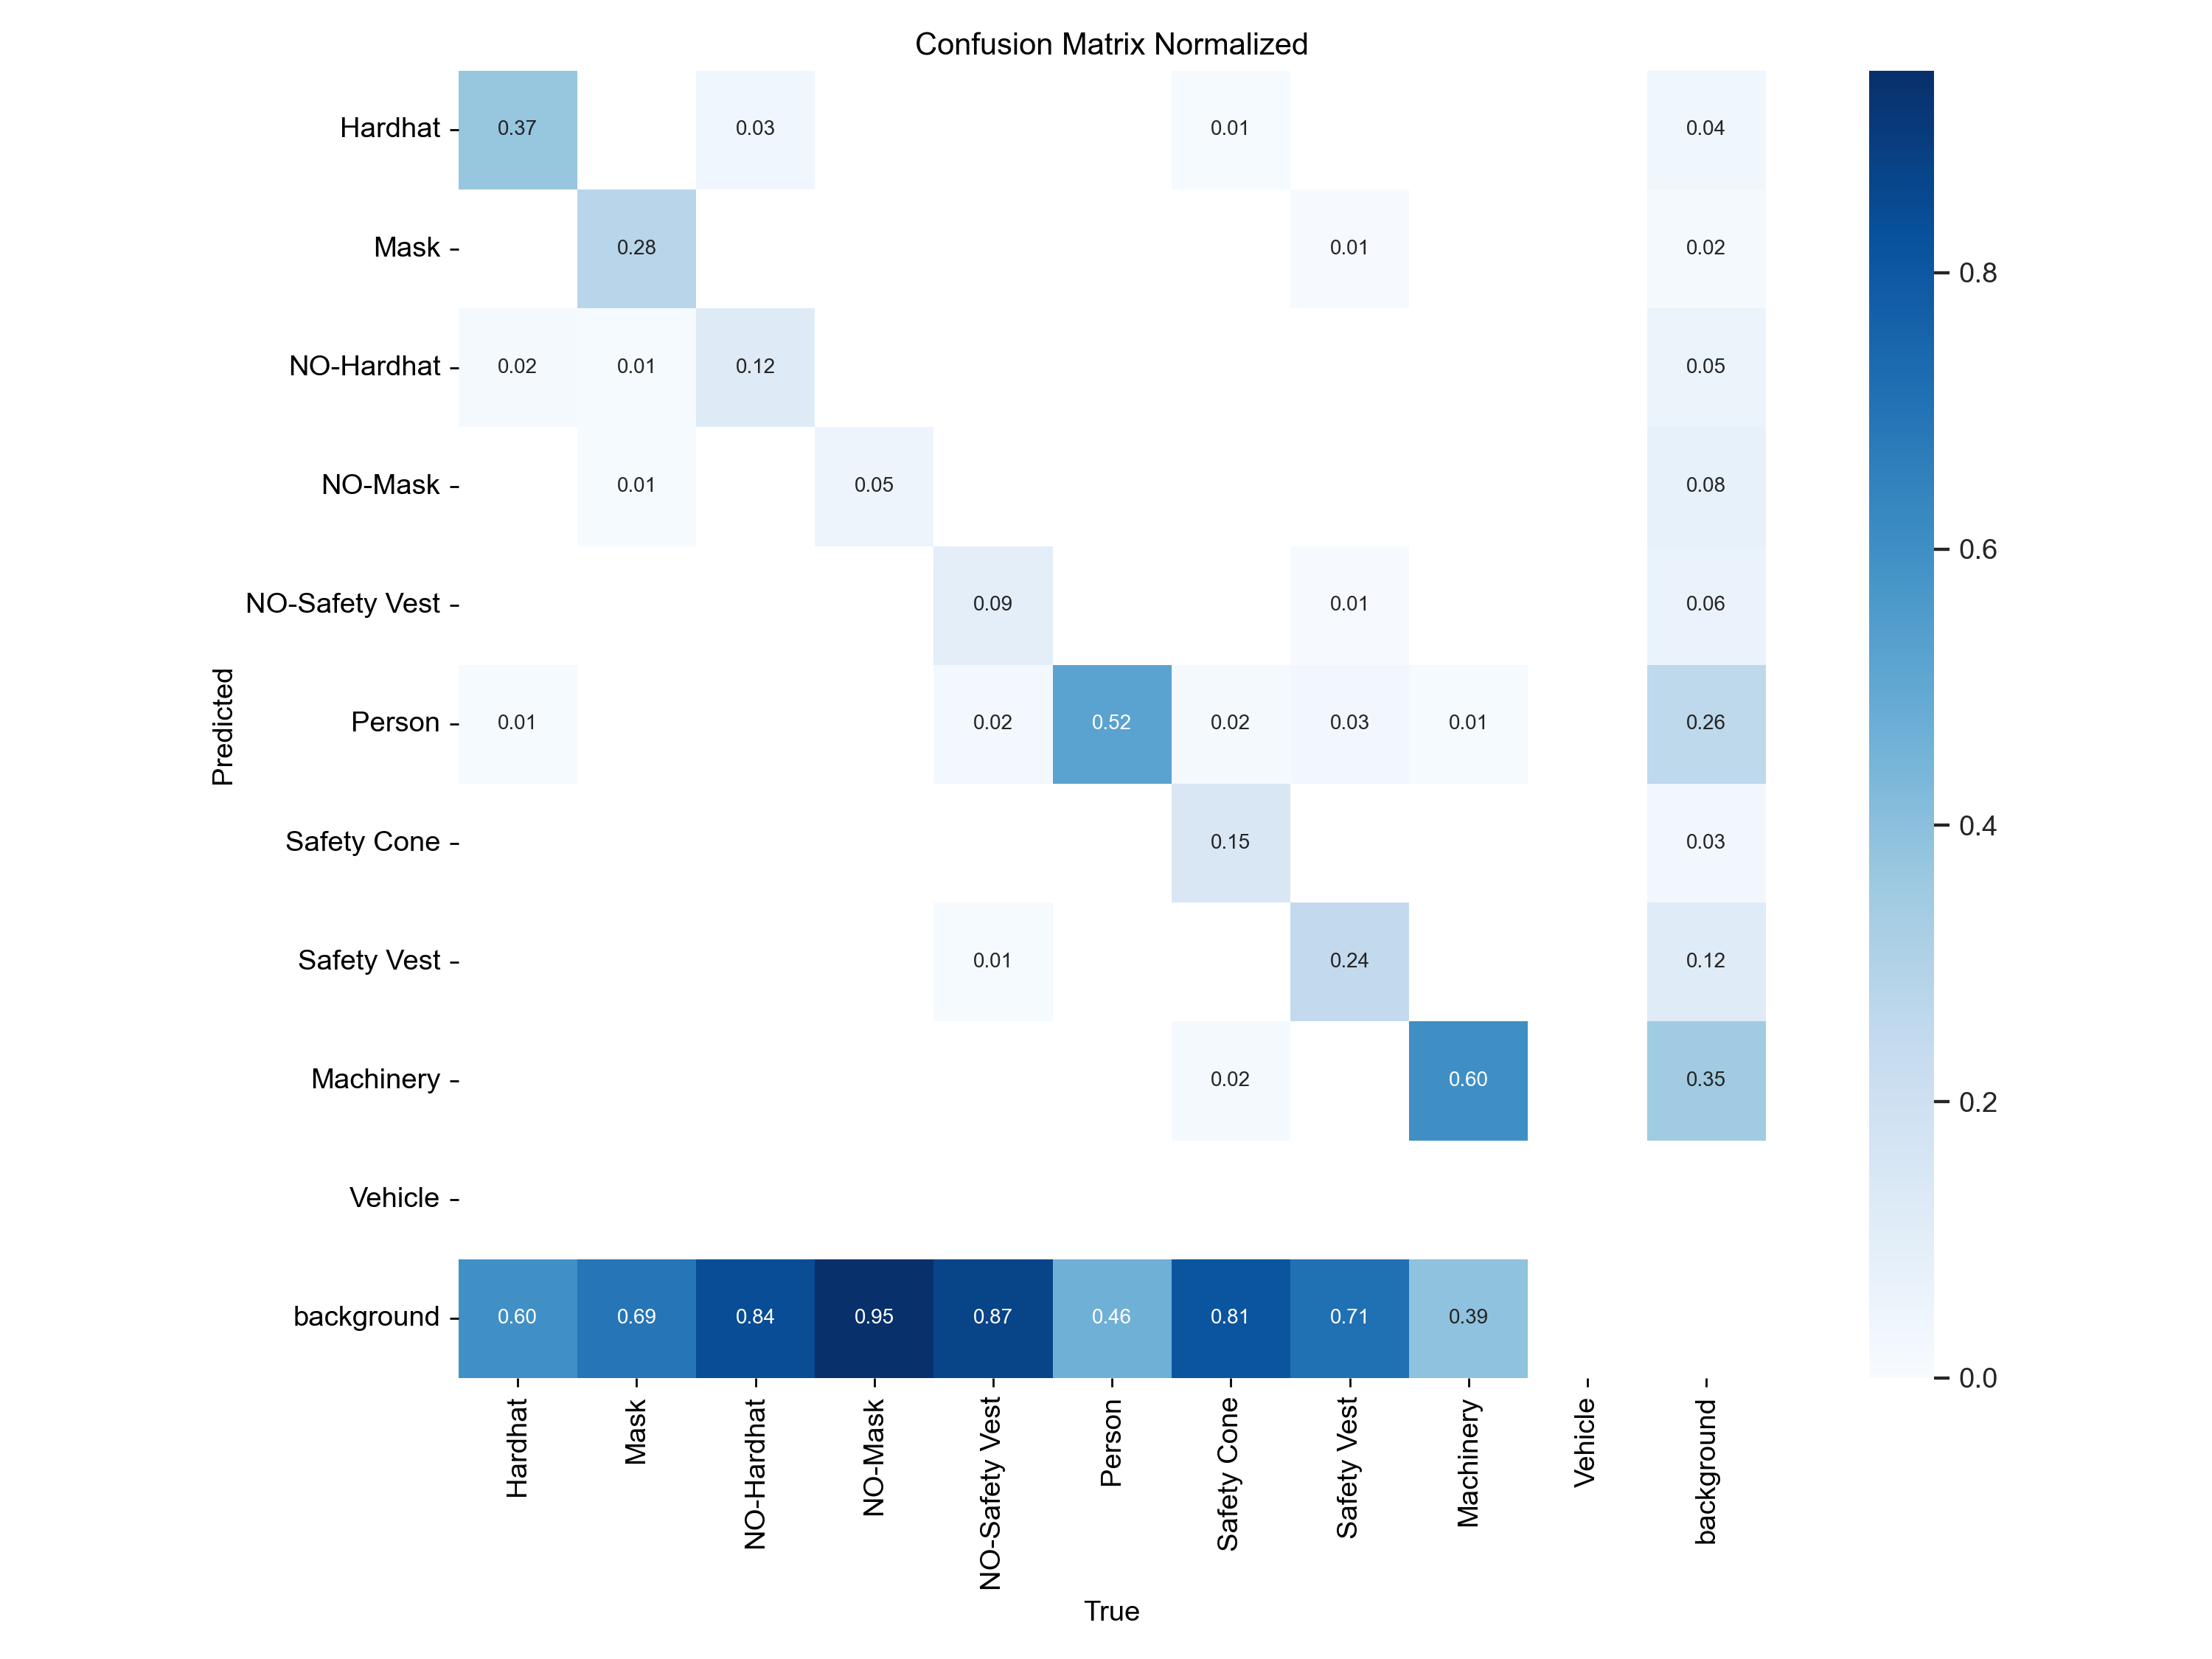 Confusion Matrix Normalized
Hardhat 0.37 0.03 0.01 0.04
Mask 0.28 0.01 0.02
0.8
NO-Hardhat 0.02 0.01 0.12 0.05
NO-Mask 0.01 0.05 0.08
0.6
NO-Safety Vest 0.09 0.01 0.06
Predicted
Person 0.01 0.02 0.52 0.02 0.03 0.01 0.26
0.4
Safety Cone 0.15 0.03
Safety Vest 0.01 0.24 0.12
Machinery 0.02 0.60 0.35
0.2
Vehicle
background 0.60 0.69 0.84 0.95 0.87 0.46 0.81 0.71 0.39
0.0
Hardhat
Mask
NO-Hardhat
NO-Mask
NO-Safety Vest
Person
Safety Cone
Safety Vest
Machinery
Vehicle
background
True